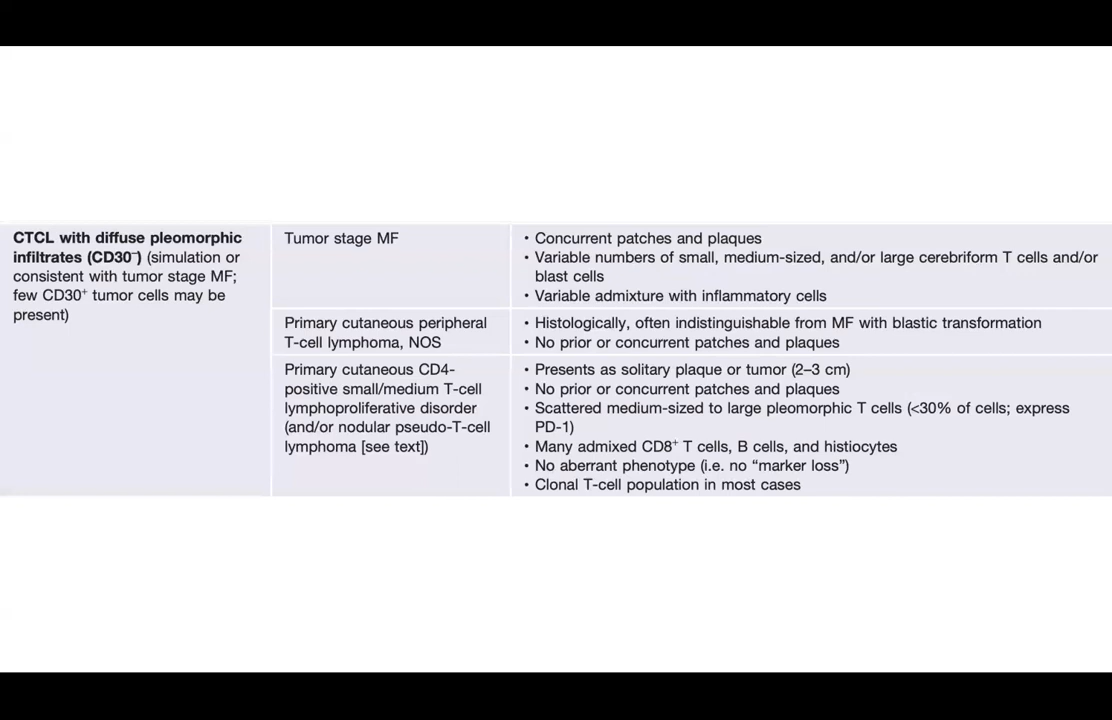 CTCL with diffuse pleomorphic
infiltrates (CD30⁻) (simulation or
consistent with tumor stage MF;
few CD30⁺ tumor cells may be
present)
Tumor stage MF
• Concurrent patches and plaques
• Variable numbers of small, medium-sized, and/or large cerebriform T cells and/or
blast cells
• Variable admixture with inflammatory cells
Primary cutaneous peripheral
T-cell lymphoma, NOS
• Histologically, often indistinguishable from MF with blastic transformation
• No prior or concurrent patches and plaques
Primary cutaneous CD4-
positive small/medium T-cell
lymphoproliferative disorder
(and/or nodular pseudo-T-cell
lymphoma [see text])
• Presents as solitary plaque or tumor (2–3 cm)
• No prior or concurrent patches and plaques
• Scattered medium-sized to large pleomorphic T cells (<30% of cells; express
PD-1)
• Many admixed CD8⁺ T cells, B cells, and histiocytes
• No aberrant phenotype (i.e. no “marker loss”)
• Clonal T-cell population in most cases